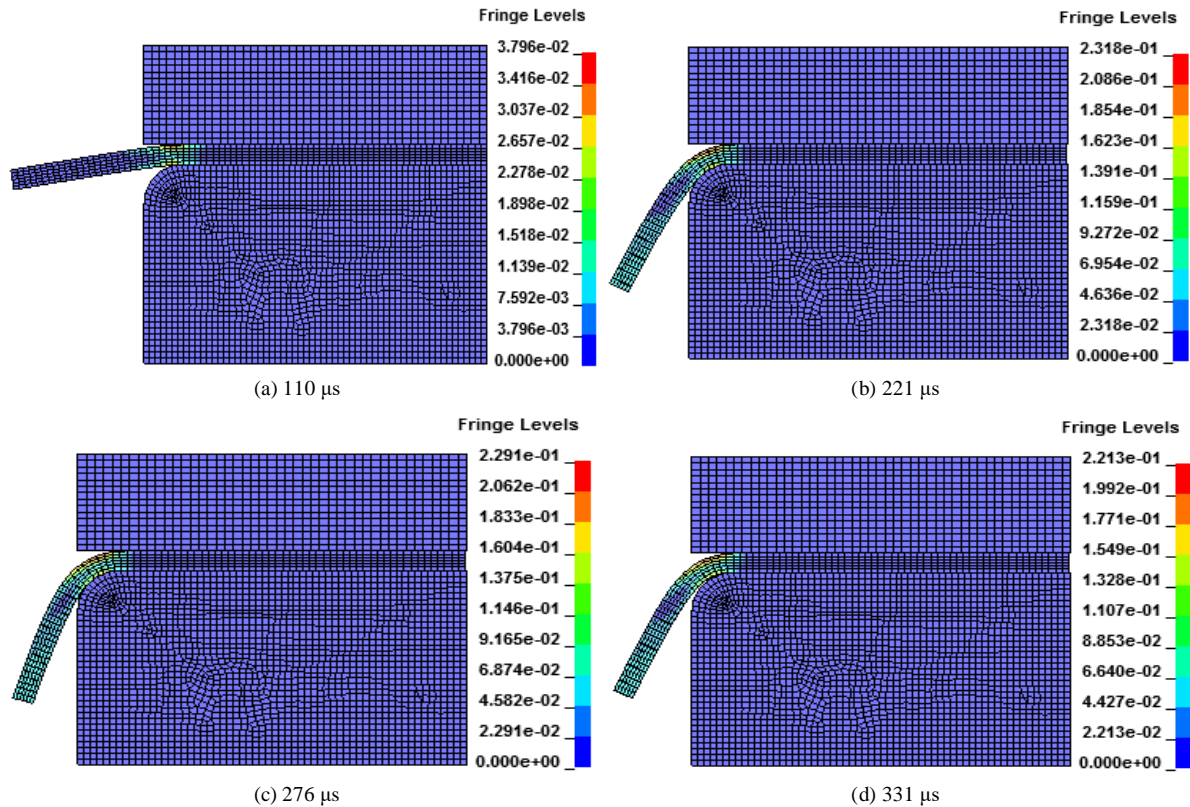 Fringe Levels
3.796e-02
3.416e-02
3.037e-02
2.657e-02
2.278e-02
1.898e-02
1.518e-02
1.139e-02
7.592e-03
3.796e-03
0.000e+00
(a) 110 μs
Fringe Levels
2.318e-01
2.086e-01
1.854e-01
1.623e-01
1.391e-01
1.159e-01
9.272e-02
6.954e-02
4.636e-02
2.318e-02
0.000e+00
(b) 221 μs
Fringe Levels
2.291e-01
2.062e-01
1.833e-01
1.604e-01
1.375e-01
1.146e-01
9.165e-02
6.874e-02
4.582e-02
2.291e-02
0.000e+00
(c) 276 μs
Fringe Levels
2.213e-01
1.992e-01
1.771e-01
1.549e-01
1.328e-01
1.107e-01
8.853e-02
6.640e-02
4.427e-02
2.213e-02
0.000e+00
(d) 331 μs